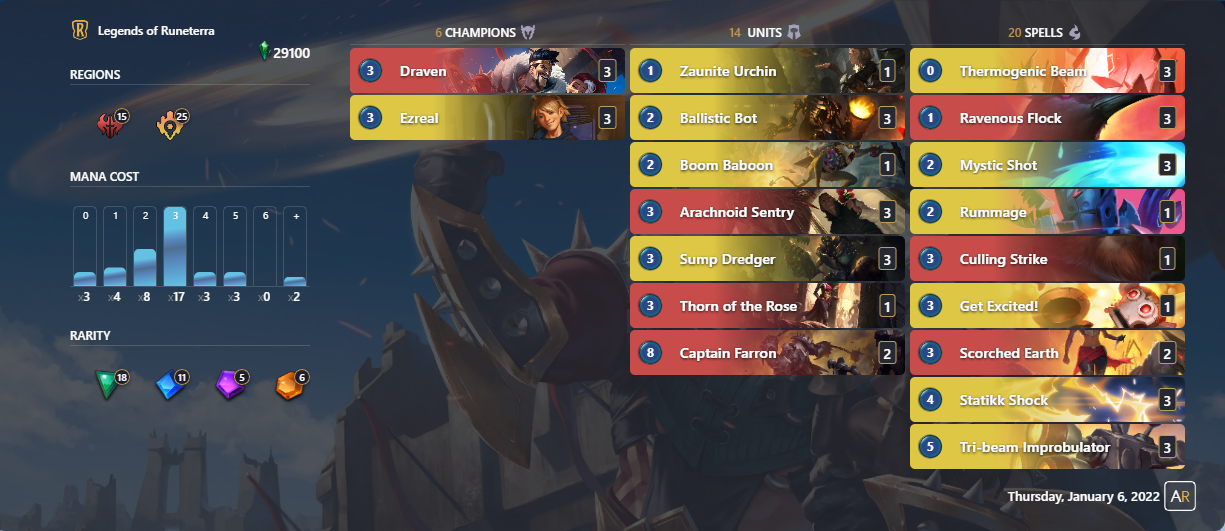 Legends of Runeterra
29100
REGIONS
15
25
MANA COST
0 1 2 3 4 5 6 +
x3 x4 x8 x17 x3 x3 x0 x2
RARITY
18 11 5 6
6 CHAMPIONS
3 Draven 3
3 Ezreal 3
14 UNITS
1 Zaunite Urchin 1
2 Ballistic Bot 3
2 Boom Baboon 1
3 Arachnoid Sentry 3
3 Sump Dredger 3
3 Thorn of the Rose 1
8 Captain Farron 2
20 SPELLS
0 Thermogenic Beam 3
1 Ravenous Flock 3
2 Mystic Shot 3
2 Rummage 1
3 Culling Strike 1
3 Get Excited! 1
3 Scorched Earth 2
4 Statikk Shock 3
5 Tri-beam Improbulator 3
Thursday, January 6, 2022 AR